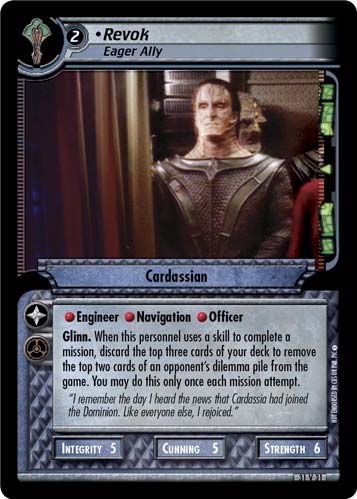 2
• Revok
Eager Ally
Cardassian
Engineer Navigation Officer
Glinn. When this personnel uses a skill to complete a
mission, discard the top three cards of your deck to remove
the top two cards of an opponent's dilemma pile from the
game. You may do this only once each mission attempt.
"I remember the day I heard the news that Cardassia had joined
the Dominion. Like everyone else, I rejoiced."
Integrity 5 Cunning 5 Strength 6
31 V 31